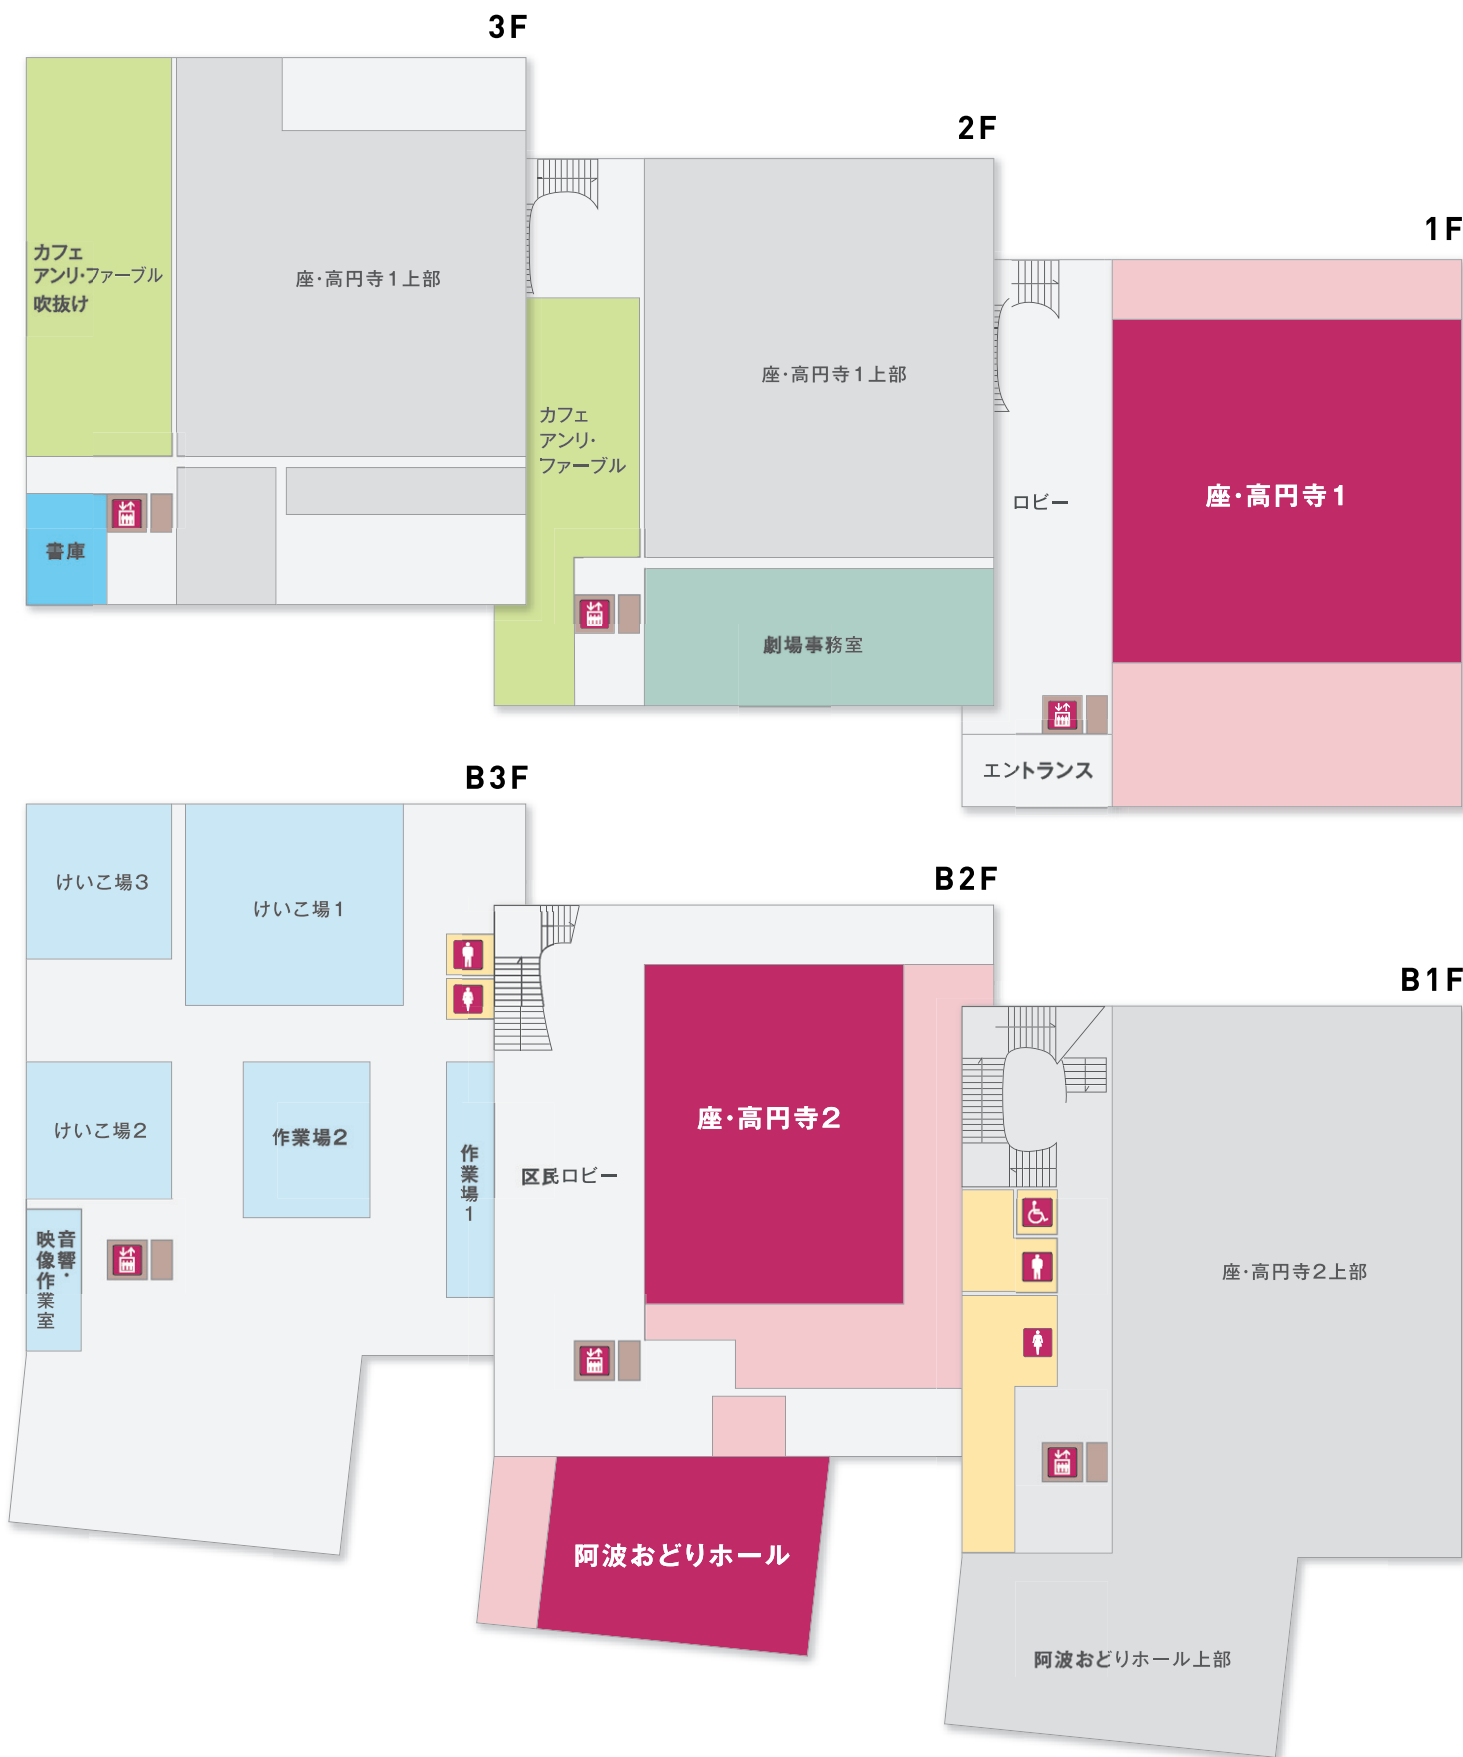 3F
カフェ
アンリ・ファーブル
吹抜け
座・高円寺1上部
書庫
2F
座・高円寺1上部
カフェ
アンリ・
ファーブル
劇場事務室
1F
ロビー
座・高円寺1
エントランス
B3F
けいこ場3
けいこ場1
けいこ場2
作業場2
作業場1
音響・
映像作業室
B2F
座・高円寺2
区民ロビー
阿波おどりホール
B1F
座・高円寺2上部
阿波おどりホール上部